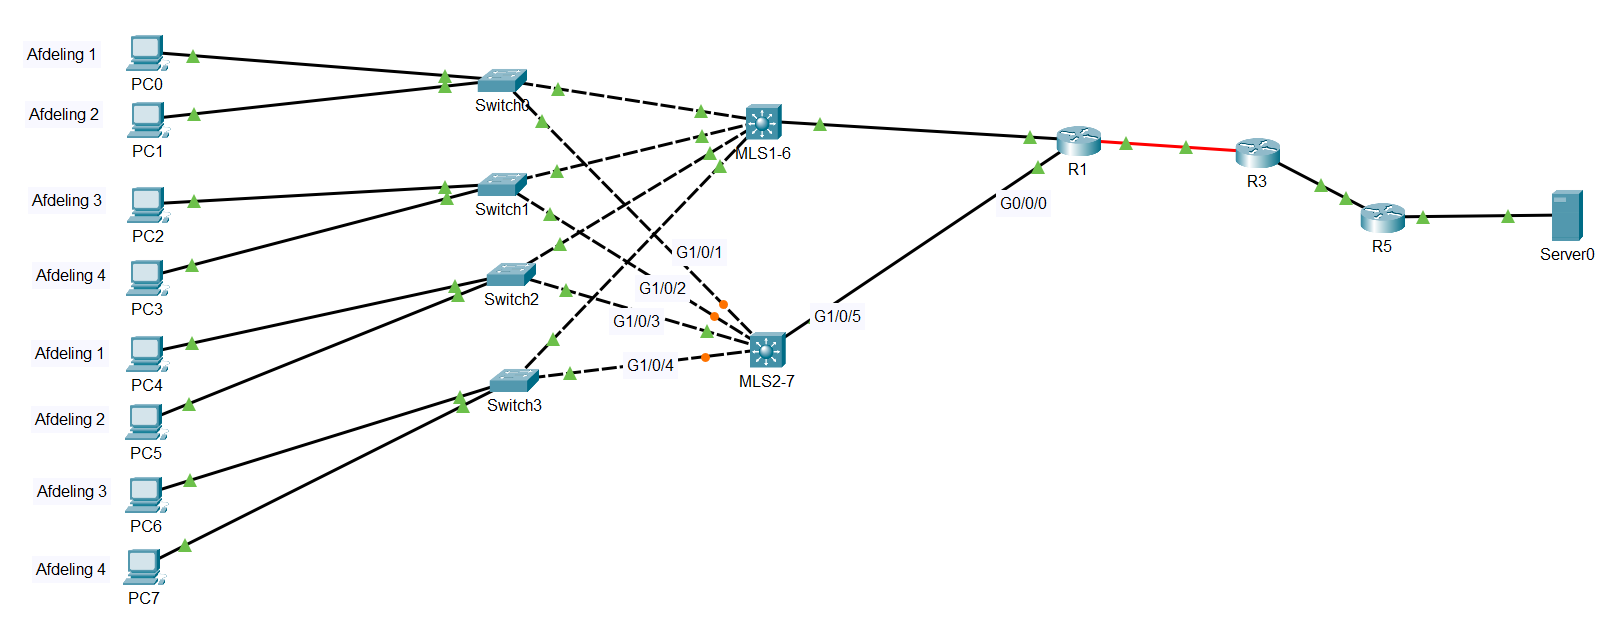 Afdeling 1
PC0
Afdeling 2
PC1
Afdeling 3
PC2
Afdeling 4
PC3
Afdeling 1
PC4
Afdeling 2
PC5
Afdeling 3
PC6
Afdeling 4
PC7
Switch0
Switch1
Switch2
Switch3
G1/0/1
G1/0/2
G1/0/3
G1/0/4
MLS1-6
MLS2-7
G1/0/5
G0/0/0
R1
R3
R5
Server0